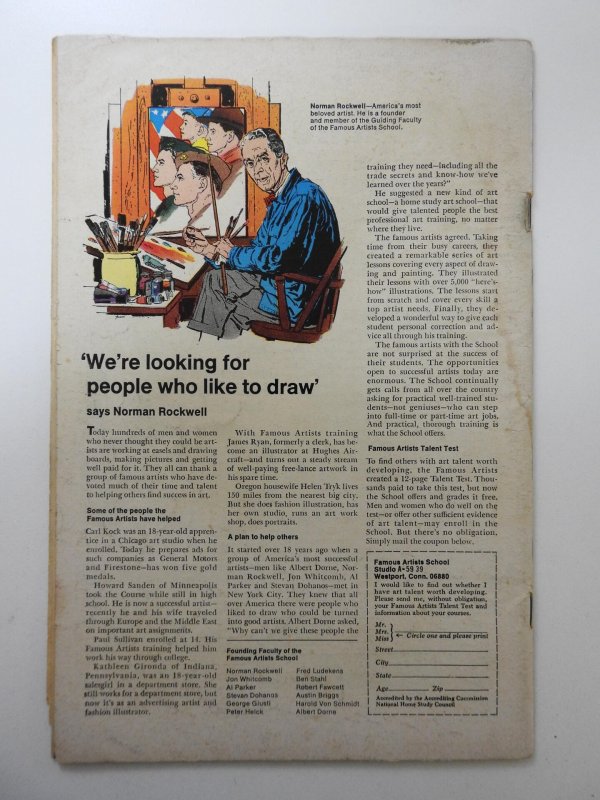 Norman Rockwell—America's most
beloved artist. He is a founder
and member of the Guiding Faculty
of the Famous Artists School.
'We're looking for
people who like to draw'
says Norman Rockwell
Today hundreds of men and women
who never thought they could be art-
ists are working at easels and drawing
boards, making pictures and getting
well paid for it. They all can thank a
group of famous artists who have de-
voted much of their time and talent
to helping others find success in art.
Some of the people the
Famous Artists have helped
Carl Kock was an 18-year-old appren-
tice in a Chicago art studio when he
enrolled. Today he prepares ads for
such companies as General Motors
and Firestone—has won five gold
medals.
Howard Sanden of Minneapolis
took the Course while still in high
school. He is now a successful artist—
recently he and his wife traveled
through Europe and the Middle East
on important art assignments.
Paul Sullivan enrolled at 14. His
Famous Artists training helped him
work his way through college.
Kathleen Gironda of Indiana,
Pennsylvania, was an 18-year-old
salesgirl in a department store. She
still works for a department store, but
now it's as an advertising artist and
fashion illustrator.
With Famous Artists training
James Ryan, formerly a clerk, has be-
come an illustrator at Hughes Air-
craft—and turns out a steady stream
of well-paying free-lance artwork in
his spare time.
Oregon housewife Helen Tryk lives
150 miles from the nearest big city.
But she does fashion illustration, has
her own studio, runs an art work
shop, does portraits.
A plan to help others
It started over 18 years ago when a
group of America's most successful
artists—men like Albert Dorne, Nor-
man Rockwell, Jon Whitcomb, Al
Parker and Stevan Dohanos—met in
New York City. They knew that all
over America there were people who
liked to draw who could be turned
into good artists. Albert Dorne asked,
"Why can't we give these people the
Founding Faculty of the
Famous Artists School
Norman Rockwell
Jon Whitcomb
Al Parker
Stevan Dohanos
George Giusti
Peter Helck
Fred Ludekens
Ben Stahl
Robert Fawcett
Austin Briggs
Harold Von Schmidt
Albert Dorne
training they need—including all the
trade secrets and know-how we've
learned over the years?"
He suggested a new kind of art
school—a home study art school—that
would give talented people the best
professional art training, no matter
where they live.
The famous artists agreed. Taking
time from their busy careers, they
created a remarkable series of art
lessons covering every aspect of draw-
ing and painting. They illustrated
their lessons with over 5,000 "here's-
how" illustrations. The lessons start
from scratch and cover every skill a
top artist needs. Finally, they de-
veloped a wonderful way to give each
student personal correction and ad-
vice all through his training.
The famous artists with the School
are not surprised at the success of
their students. The opportunities
open to successful artists today are
enormous. The School continually
gets calls from all over the country
asking for practical well-trained stu-
dents—not geniuses—who can step
into full-time or part-time art jobs,
And practical, thorough training is
what the School offers.
Famous Artists Talent Test
To find others with art talent worth
developing, the Famous Artists
created a 12-page Talent Test. Thou-
sands paid to take this test, but now
the School offers and grades it free.
Men and women who do well on the
test—or offer other sufficient evidence
of art talent—may enroll in the
School. But there's no obligation.
Simply mail the coupon below.
Famous Artists School
Studio A-59 39
Westport, Conn. 06880
I would like to find out whether I
have art talent worth developing.
Please send me, without obligation,
your Famous Artists Talent Test and
information about your courses.
Mr.
Mrs.
Miss ← Circle one and please print
Street
City
State
Age Zip
Accredited by the Accrediting Commission
National Home Study Council